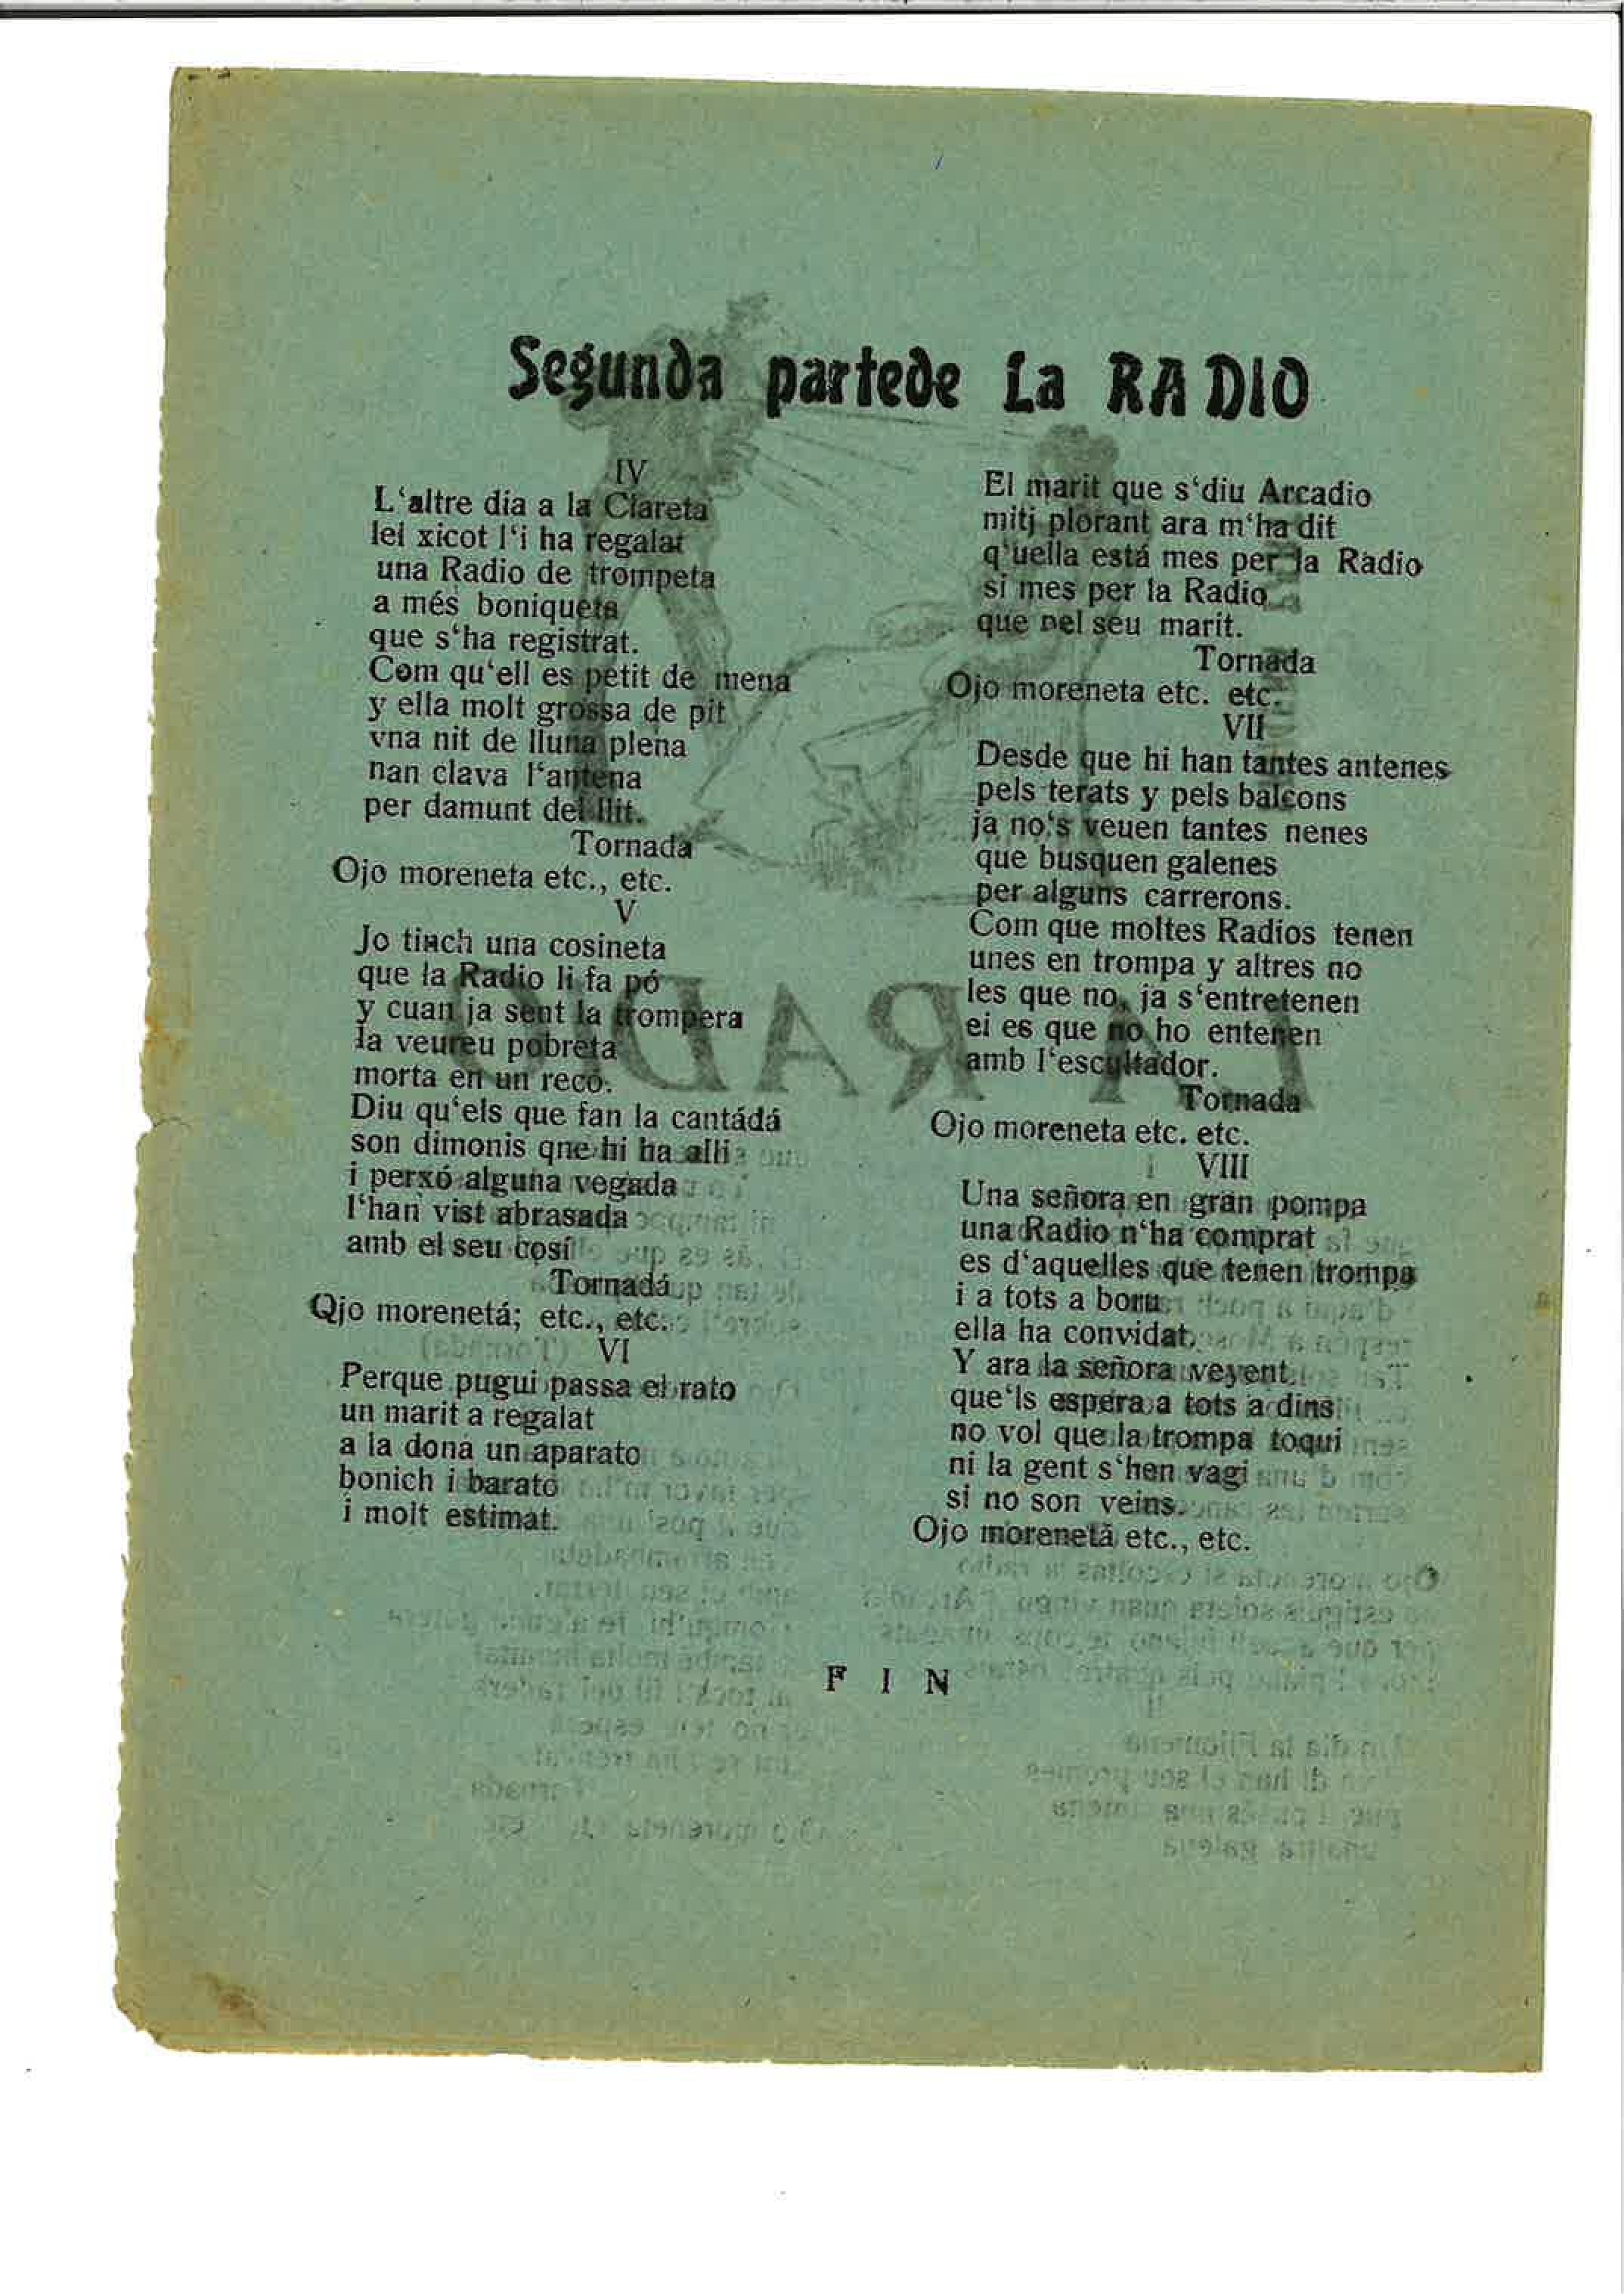 Segunda partede La RADIO
IV
L‘altre dia a la Clareta
lei xicot l‘i ha regalat
una Radio de trompeta
a més boniqueta
que s‘ha registrat.
Com qu‘ell es petit de mena
y ella molt grossa de pit
vna nit de lluna plena
nan clava l‘antena
per damunt del llit.
Tornada
Ojo moreneta etc., etc.
V
Jo tinch una cosineta
que la Radio li fa pó
y cuan ja sent la trompera
la veureu pobreta
morta en un recó.
Diu qu‘els que fan la cantádá
son dimonis qne hi ha alli
i perxó alguna vegada
l‘han vist abrasada
amb el seu cosí
Tornadá
Qjo morenetá; etc., etc.
VI
Perque pugui passa el rato
un marit a regalat
a la dona un aparato
bonich i barato
i molt estimat.
El marit que s‘diu Arcadio
mitj plorant ara m‘ha dit
q‘uella está mes per la Radio
si mes per la Radio
que nel seu marit.
Tornada
Ojo moreneta etc. etc.
VII
Desde que hi han tantes antenes
pels terats y pels balcons
ja no‘s veuen tantes nenes
que busquen galenes
per alguns carrerons.
Com que moltes Radios tenen
unes en trompa y altres no
les que no, ja s‘entretenen
ei es que no ho entenen
amb l‘escultador.
Tornada
Ojo moreneta etc. etc.
VIII
Una señora en gran pompa
una Radio n‘ha comprat
es d‘aquelles que tenen trompa
i a tots a
ella ha convidat.
Y ara la señora veyent
que‘ls espera a tots a dins
no vol que la trompa toqui
ni la gent s‘hen vagi
si no son veins.
Ojo morenetá etc., etc.
F I N